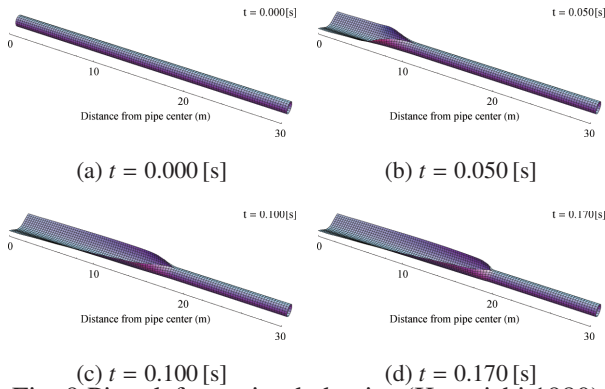 t = 0.000[s]
0
10
20
30
Distance from pipe center (m)
(a) t = 0.000 [s]
t = 0.050[s]
0
10
20
30
Distance from pipe center (m)
(b) t = 0.050 [s]
t = 0.100[s]
0
10
20
30
Distance from pipe center (m)
(c) t = 0.100 [s]
t = 0.170[s]
0
10
20
30
Distance from pipe center (m)
(d) t = 0.170 [s]